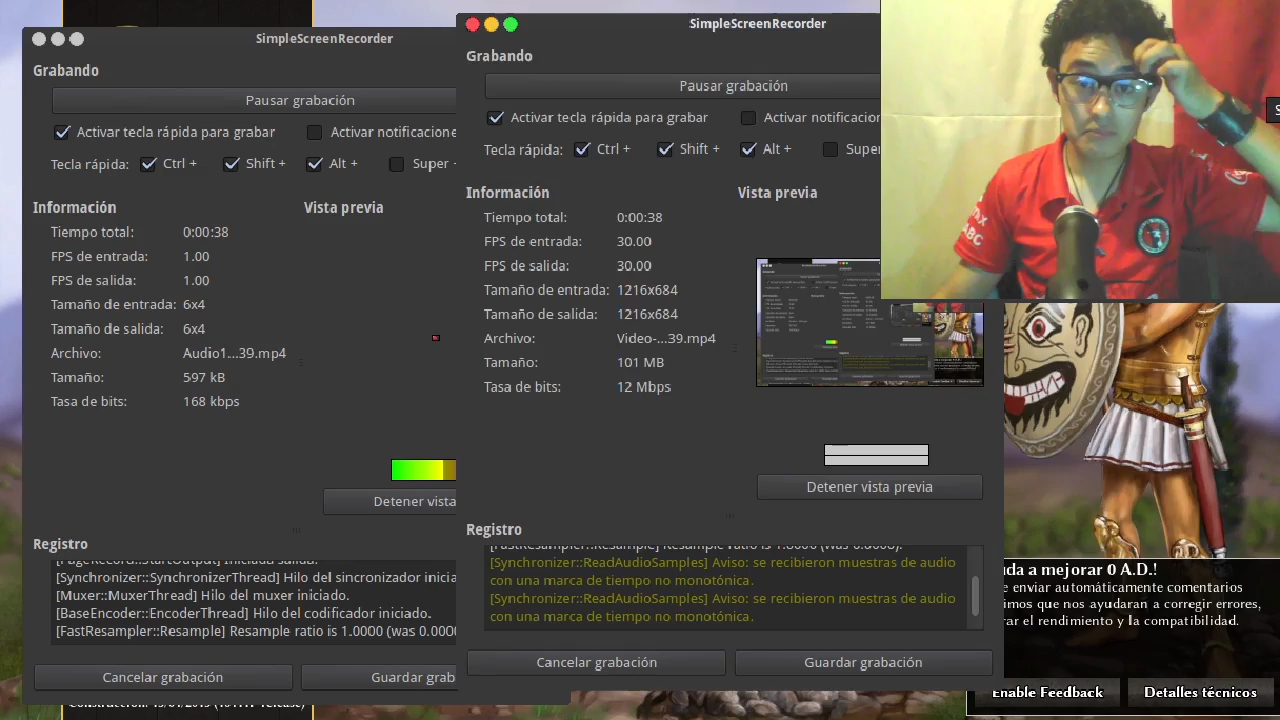 SimpleScreenRecorder
Grabando
Pausar grabación
Activar tecla rápida para grabar
Activar notificacione
Tecla rápida:
Ctrl +
Shift +
Alt +
Super
Información
Vista previa
Tiempo total: 0:00:38
FPS de entrada: 1.00
FPS de salida: 1.00
Tamaño de entrada: 6x4
Tamaño de salida: 6x4
Archivo: Audio1...39.mp4
Tamaño: 597 kB
Tasa de bits: 168 kbps
Detener vista
Registro
[PageRecord::StartOutput] Iniciada salida.
[Synchronizer::SynchronizerThread] Hilo del sincronizador inicia
[Muxer::MuxerThread] Hilo del muxer iniciado.
[BaseEncoder::EncoderThread] Hilo del codificador iniciado.
[FastResampler::Resample] Resample ratio is 1.0000 (was 0.0000
Cancelar grabación
Guardar grab
SimpleScreenRecorder
Grabando
Pausar grabación
Activar tecla rápida para grabar
Activar notificacion
Tecla rápida:
Ctrl +
Shift +
Alt +
Super
Información
Vista previa
Tiempo total: 0:00:38
FPS de entrada: 30.00
FPS de salida: 30.00
Tamaño de entrada: 1216x684
Tamaño de salida: 1216x684
Archivo: Video-...39.mp4
Tamaño: 101 MB
Tasa de bits: 12 Mbps
Detener vista previa
Registro
[FastResampler::Resample] Resample ratio is
[Synchronizer::ReadAudioSamples] Aviso: se recibieron muestras de audio
con una marca de tiempo no monotónica.
[Synchronizer::ReadAudioSamples] Aviso: se recibieron muestras de audio
con una marca de tiempo no monotónica.
Cancelar grabación
Guardar grabación
uda a mejorar 0 A.D.!
e enviar automáticamente comentarios
imos que nos ayudaran a corregir errores,
rar el rendimiento y la compatibilidad.
Enable Feedback
Detalles técnicos